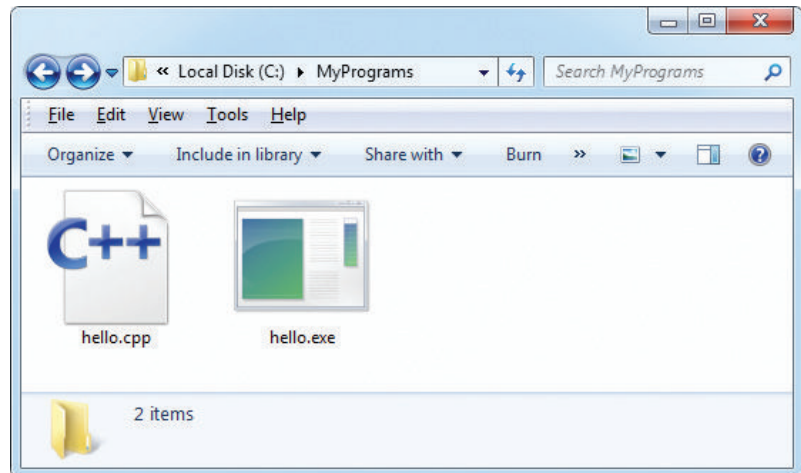 « Local Disk (C:) ▸ MyPrograms
Search MyPrograms
File Edit View Tools Help
Organize Include in library Share with Burn »
C++
hello.cpp hello.exe
2 items